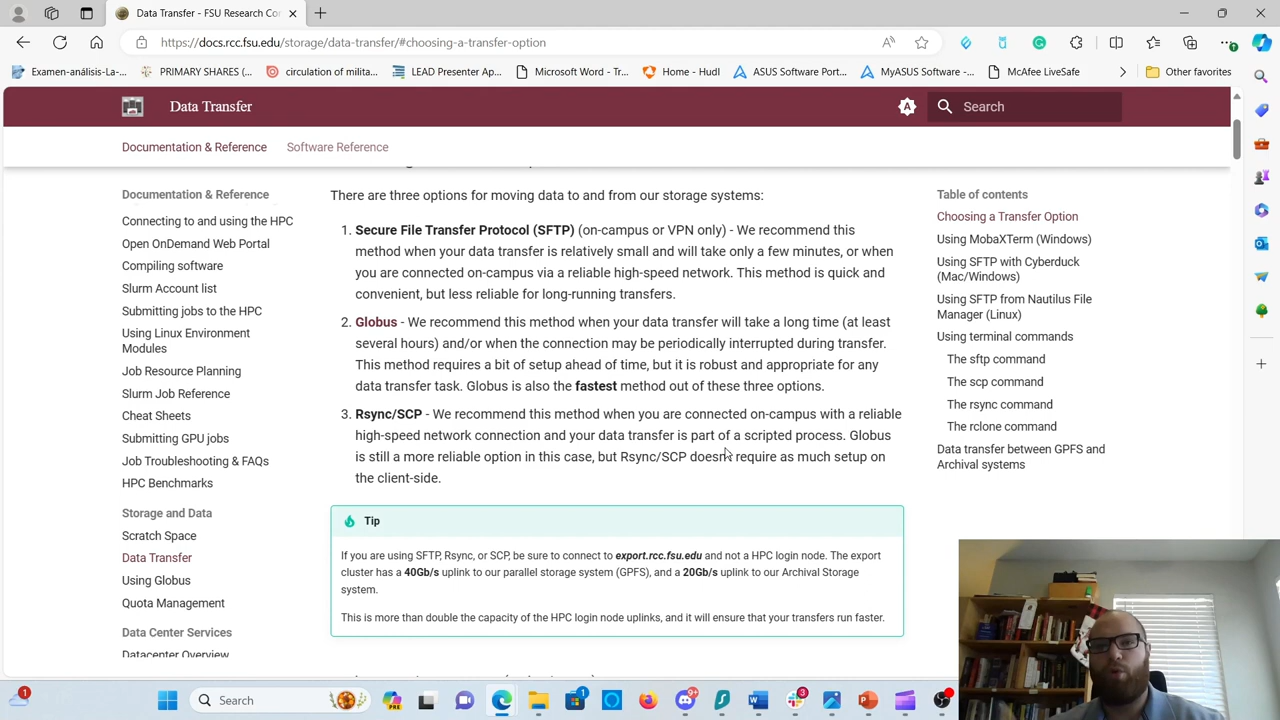 Data Transfer - FSU Research Co
https://docs.rcc.fsu.edu/storage/data-transfer/#choosing-a-transfer-option
Examen-análisis-La-...
PRIMARY SHARES (...
circulation of milita...
LEAD Presenter Ap...
Microsoft Word - Tr...
Home - Hudl
ASUS Software Port...
MyASUS Software -...
McAfee LiveSafe
Other favorites
Data Transfer
Search
Documentation & Reference
Software Reference
Documentation & Reference
Connecting to and using the HPC
Open OnDemand Web Portal
Compiling software
Slurm Account list
Submitting jobs to the HPC
Using Linux Environment
Modules
Job Resource Planning
Slurm Job Reference
Cheat Sheets
Submitting GPU jobs
Job Troubleshooting & FAQs
HPC Benchmarks
Storage and Data
Scratch Space
Data Transfer
Using Globus
Quota Management
Data Center Services
Datacenter Overview
There are three options for moving data to and from our storage systems:
1. Secure File Transfer Protocol (SFTP) (on-campus or VPN only) - We recommend this
method when your data transfer is relatively small and will take only a few minutes, or when
you are connected on-campus via a reliable high-speed network. This method is quick and
convenient, but less reliable for long-running transfers.
2. Globus - We recommend this method when your data transfer will take a long time (at least
several hours) and/or when the connection may be periodically interrupted during transfer.
This method requires a bit of setup ahead of time, but it is robust and appropriate for any
data transfer task. Globus is also the fastest method out of these three options.
3. Rsync/SCP - We recommend this method when you are connected on-campus with a reliable
high-speed network connection and your data transfer is part of a scripted process. Globus
is still a more reliable option in this case, but Rsync/SCP doesn't require as much setup on
the client-side.
Tip
If you are using SFTP, Rsync, or SCP, be sure to connect to export.rcc.fsu.edu and not a HPC login node. The export
cluster has a 40Gb/s uplink to our parallel storage system (GPFS), and a 20Gb/s uplink to our Archival Storage
system.
This is more than double the capacity of the HPC login node uplinks, and it will ensure that your transfers run faster.
Table of contents
Choosing a Transfer Option
Using MobaXTerm (Windows)
Using SFTP with Cyberduck
(Mac/Windows)
Using SFTP from Nautilus File
Manager (Linux)
Using terminal commands
The sftp command
The scp command
The rsync command
The rclone command
Data transfer between GPFS and
Archival systems
1
Search
PRE
1
9+
3